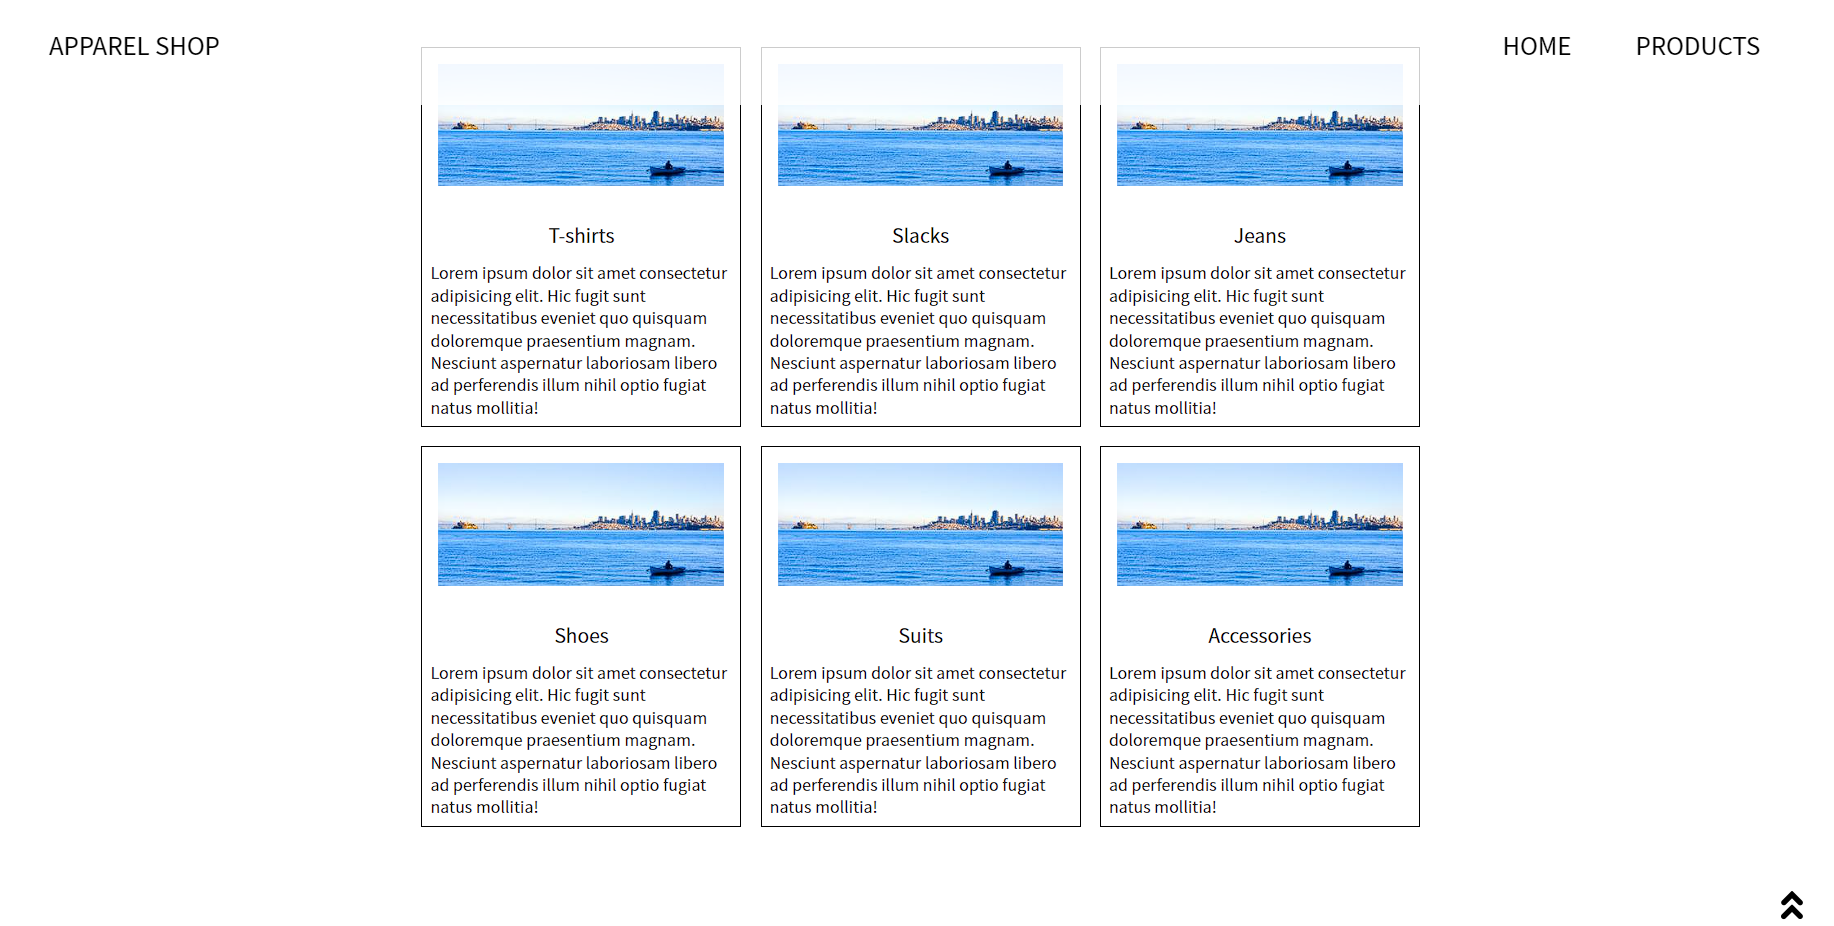 APPAREL SHOP
HOME
PRODUCTS
T-shirts
Lorem ipsum dolor sit amet consectetur
adipisicing elit. Hic fugit sunt
necessitatibus eveniet quo quisquam
doloremque praesentium magnam.
Nesciunt aspernatur laboriosam libero
ad perferendis illum nihil optio fugiat
natus mollitia!
Slacks
Lorem ipsum dolor sit amet consectetur
adipisicing elit. Hic fugit sunt
necessitatibus eveniet quo quisquam
doloremque praesentium magnam.
Nesciunt aspernatur laboriosam libero
ad perferendis illum nihil optio fugiat
natus mollitia!
Jeans
Lorem ipsum dolor sit amet consectetur
adipisicing elit. Hic fugit sunt
necessitatibus eveniet quo quisquam
doloremque praesentium magnam.
Nesciunt aspernatur laboriosam libero
ad perferendis illum nihil optio fugiat
natus mollitia!
Shoes
Lorem ipsum dolor sit amet consectetur
adipisicing elit. Hic fugit sunt
necessitatibus eveniet quo quisquam
doloremque praesentium magnam.
Nesciunt aspernatur laboriosam libero
ad perferendis illum nihil optio fugiat
natus mollitia!
Suits
Lorem ipsum dolor sit amet consectetur
adipisicing elit. Hic fugit sunt
necessitatibus eveniet quo quisquam
doloremque praesentium magnam.
Nesciunt aspernatur laboriosam libero
ad perferendis illum nihil optio fugiat
natus mollitia!
Accessories
Lorem ipsum dolor sit amet consectetur
adipisicing elit. Hic fugit sunt
necessitatibus eveniet quo quisquam
doloremque praesentium magnam.
Nesciunt aspernatur laboriosam libero
ad perferendis illum nihil optio fugiat
natus mollitia!